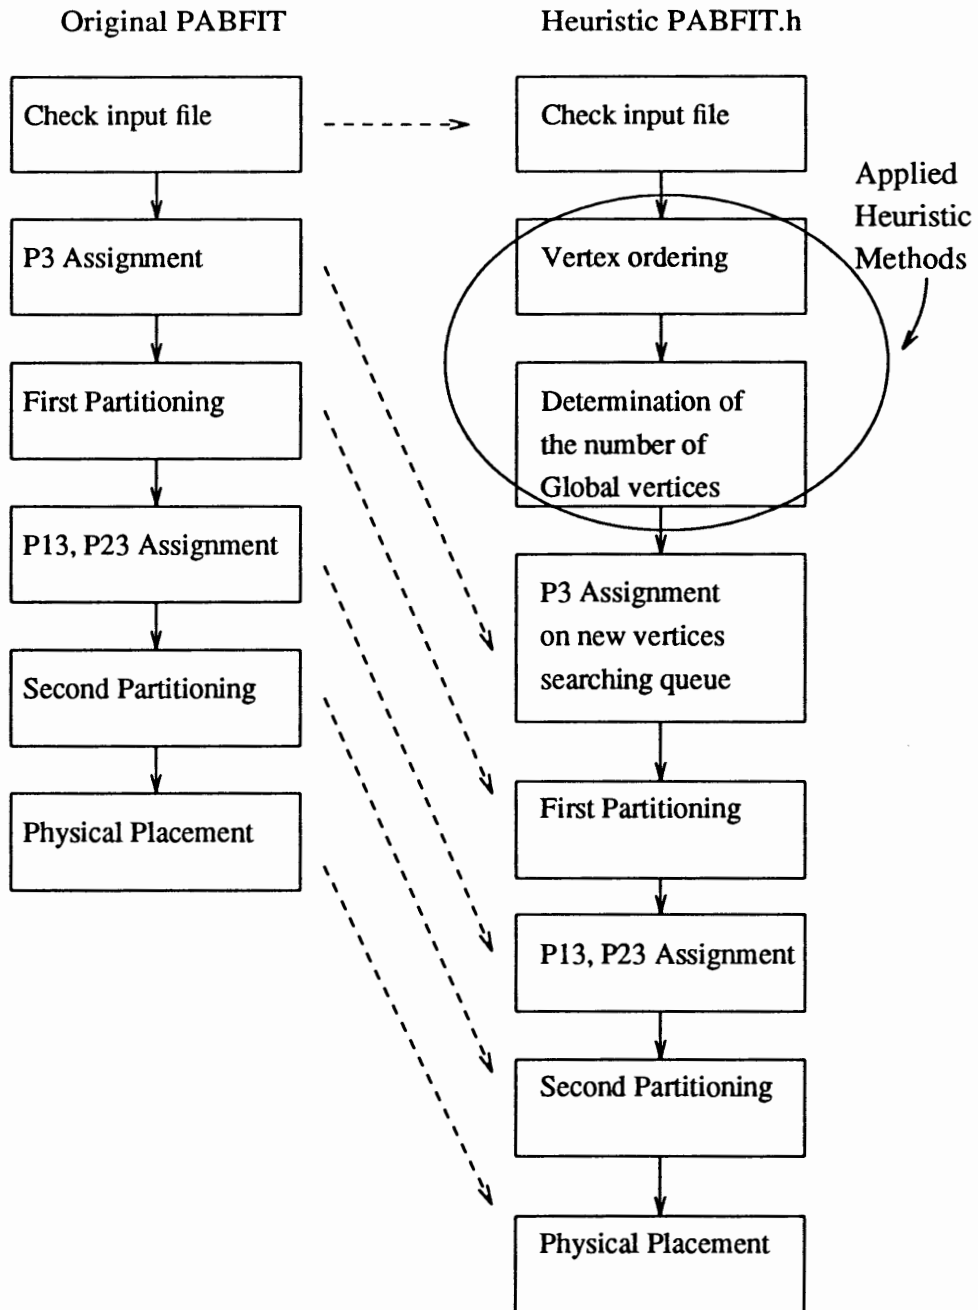 Original PABFIT
Heuristic PABFIT.h
Check input file
P3 Assignment
First Partitioning
P13, P23 Assignment
Second Partitioning
Physical Placement
Check input file
Vertex ordering
Determination of
the number of
Global vertices
P3 Assignment
on new vertices
searching queue
First Partitioning
P13, P23 Assignment
Second Partitioning
Physical Placement
Applied
Heuristic
Methods